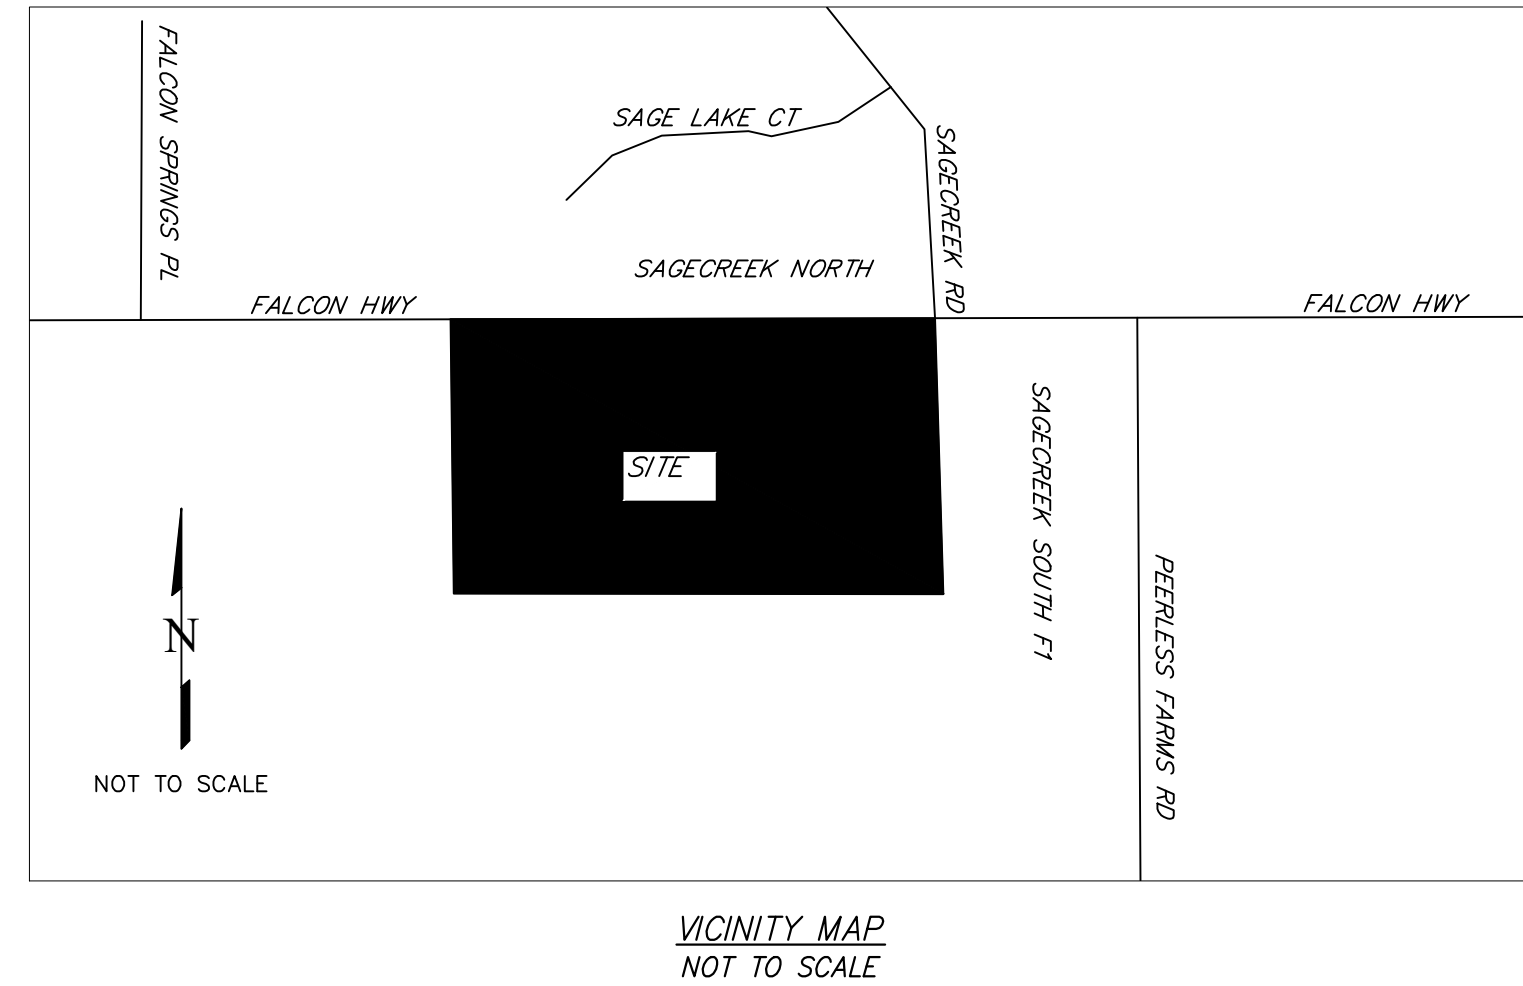 FALCON SPRINGS PL
SAGE LAKE CT
SAGECREEK RD
SAGECREEK NORTH
FALCON HWY
FALCON HWY
SITE
SAGECREEK SOUTH F1
PEERLESS FARMS RD
N
NOT TO SCALE
VICINITY MAP
NOT TO SCALE